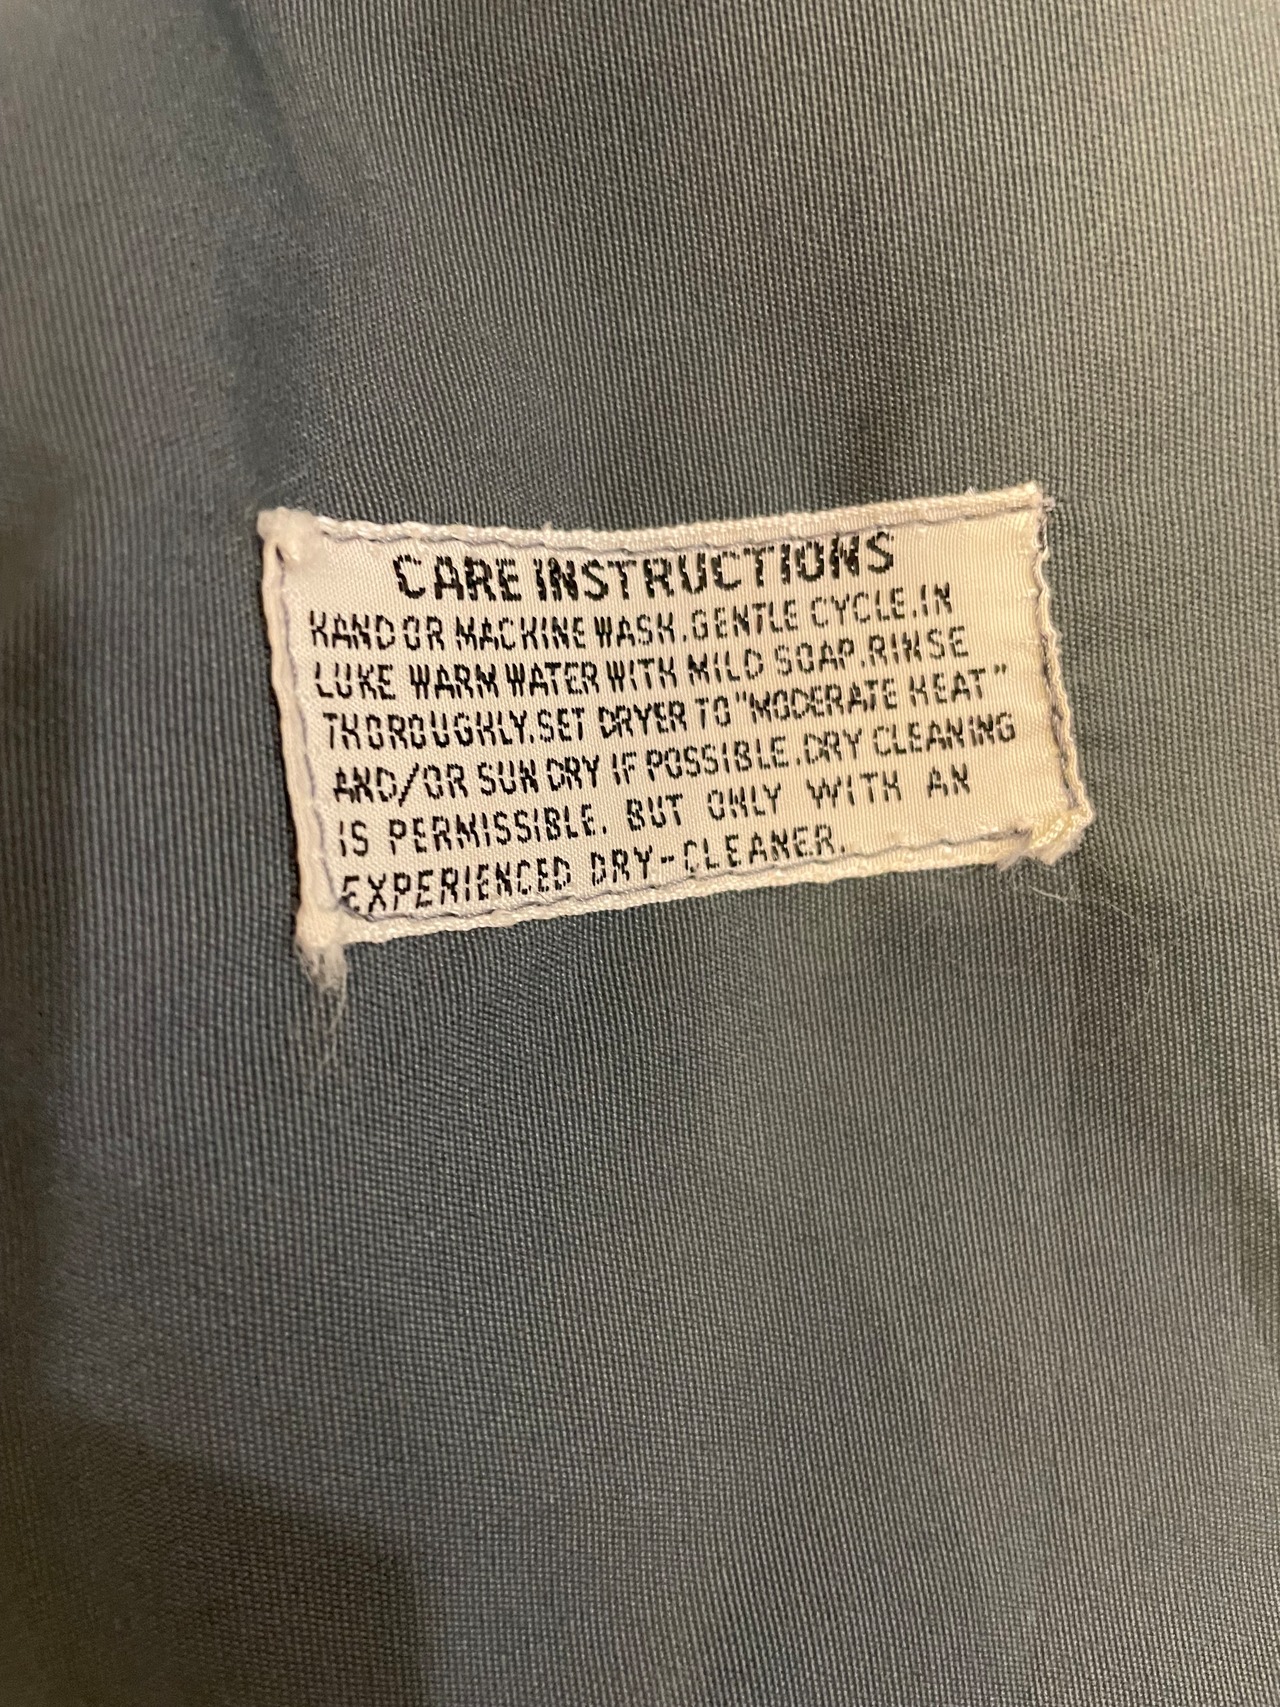 CARE INSTRUCTIONS
HAND OR MACHINE WASH. GENTLE CYCLE. IN
LUKE WARM WATER WITH MILD SOAP. RINSE
THOROUGHLY. SET DRYER TO "MODERATE HEAT"
AND/OR SUN DRY IF POSSIBLE. DRY CLEANING
IS PERMISSIBLE. BUT ONLY WITH AN
EXPERIENCED DRY-CLEANER.